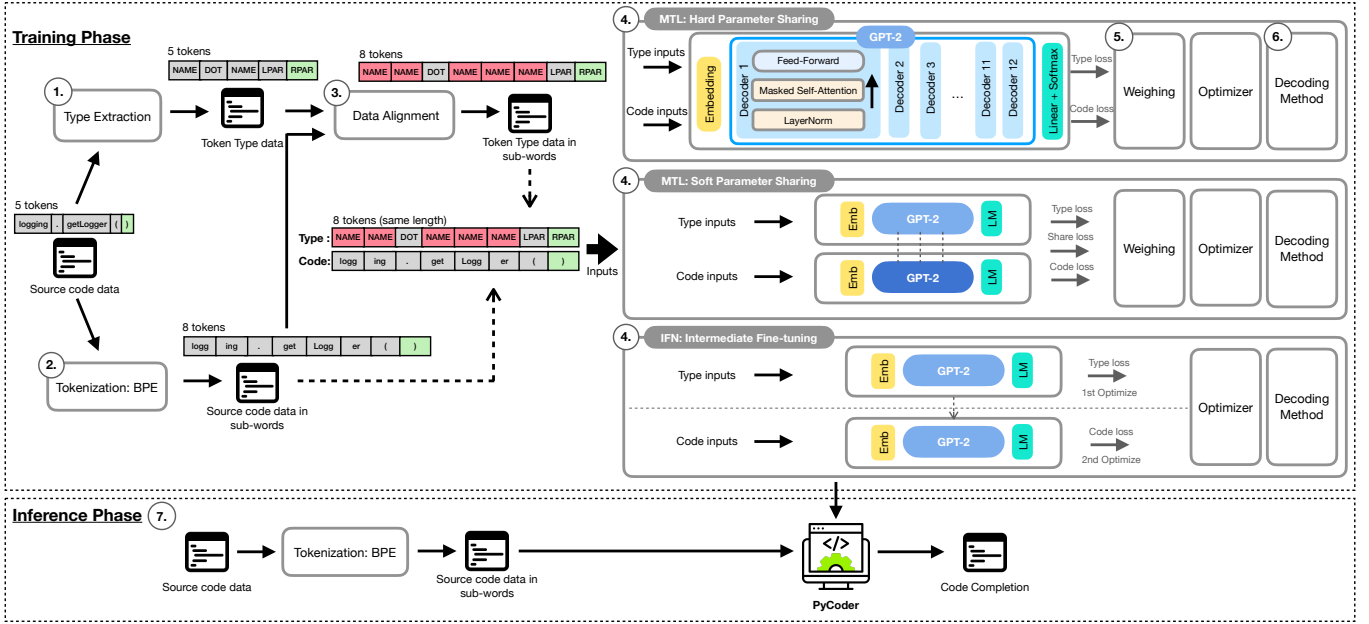 Training Phase
5 tokens
NAME DOT NAME LPAR RPAR
1.
Type Extraction
Token Type data
8 tokens
NAME NAME DOT NAME NAME NAME LPAR RPAR
3.
Data Alignment
Token Type data in
sub-words
5 tokens
logging . getLogger ( )
Source code data
8 tokens (same length)
Type : NAME NAME DOT NAME NAME NAME LPAR RPAR
Code: logg ing . get Logg er ( )
Inputs
8 tokens
logg ing . get Logg er ( )
2.
Tokenization: BPE
Source code data in
sub-words
4.
MTL: Hard Parameter Sharing
Type inputs
Code inputs
Embedding
GPT-2
Decoder 1
Feed-Forward
Masked Self-Attention
LayerNorm
Decoder 2
Decoder 3
...
Decoder 11
Decoder 12
Linear + Softmax
Type loss
Code loss
5.
Weighing
Optimizer
6.
Decoding
Method
4.
MTL: Soft Parameter Sharing
Type inputs
Emb
GPT-2
LM
Code inputs
Emb
GPT-2
LM
Type loss
Share loss
Code loss
Weighing
Optimizer
Decoding
Method
4.
IFN: Intermediate Fine-tuning
Type inputs
Emb
GPT-2
LM
Type loss
1st Optimize
Code inputs
Emb
GPT-2
LM
Code loss
2nd Optimize
Optimizer
Decoding
Method
Inference Phase 7.
Source code data
Tokenization: BPE
Source code data in
sub-words
</>
PyCoder
Code Completion